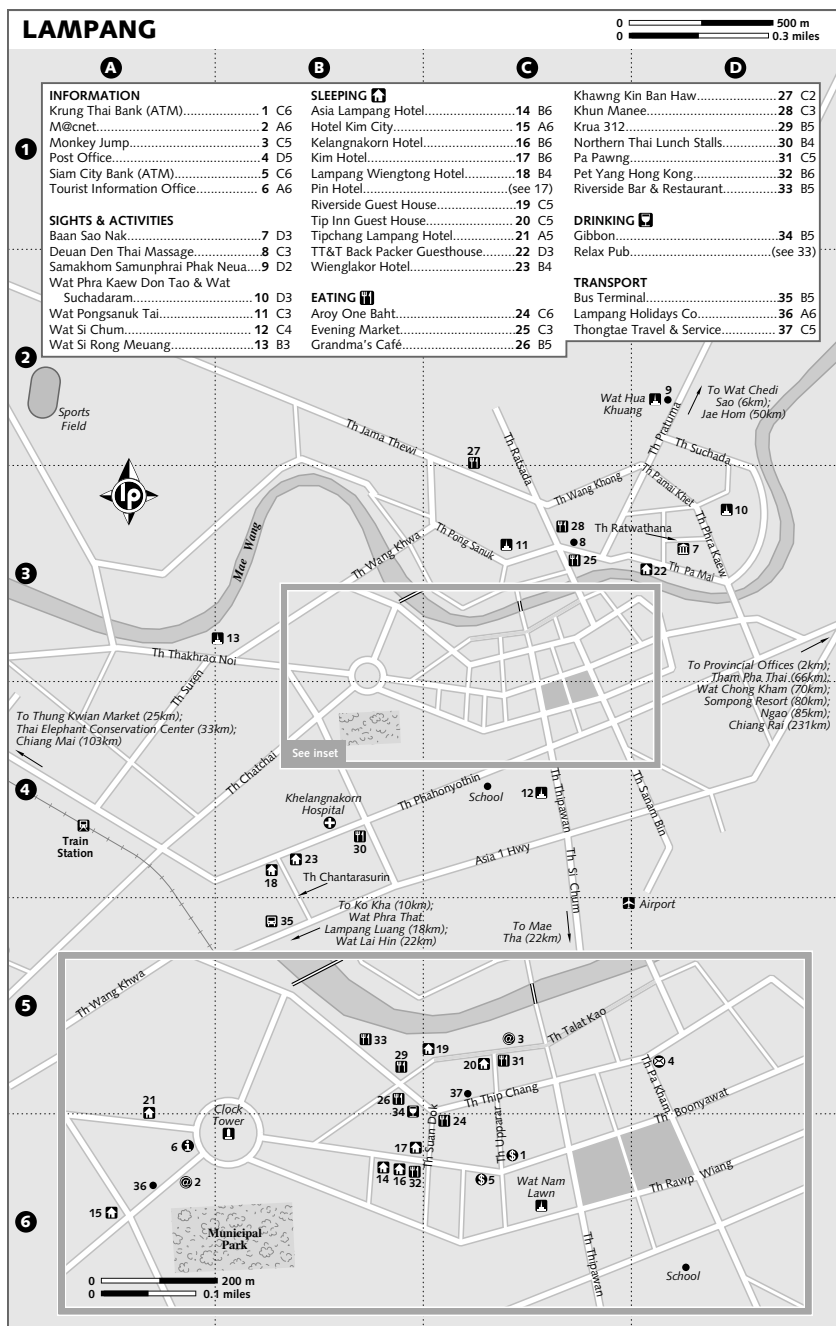 LAMPANG
0 500 m
0 0.3 miles
A B C D
INFORMATION
Krung Thai Bank (ATM) 1 C6
M@cnet 2 A6
Monkey Jump 3 C5
Post Office 4 D5
Siam City Bank (ATM) 5 C6
Tourist Information Office 6 A6
SIGHTS & ACTIVITIES
Baan Sao Nak 7 D3
Deuan Den Thai Massage 8 C3
Samakhom Samunphrai Phak Neua 9 D2
Wat Phra Kaew Don Tao & Wat
Suchadaram 10 D3
Wat Pongsanuk Tai 11 C3
Wat Si Chum 12 C4
Wat Si Rong Meuang 13 B3
SLEEPING
Asia Lampang Hotel 14 B6
Hotel Kim City 15 A6
Kelangnakorn Hotel 16 B6
Kim Hotel 17 B6
Lampang Wiengtong Hotel 18 B4
Pin Hotel (see 17)
Riverside Guest House 19 C5
Tip Inn Guest House 20 C5
Tipchang Lampang Hotel 21 A5
TT&T Back Packer Guesthouse 22 D3
Wienglakor Hotel 23 B4
EATING
Aroy One Baht 24 C6
Evening Market 25 C3
Grandma's Café 26 B5
Khawng Kin Ban Haw 27 C2
Khun Manee 28 C3
Krua 312 29 B5
Northern Thai Lunch Stalls 30 B4
Pa Pawng 31 C5
Pet Yang Hong Kong 32 B6
Riverside Bar & Restaurant 33 B5
DRINKING
Gibbon 34 B5
Relax Pub (see 33)
TRANSPORT
Bus Terminal 35 B5
Lampang Holidays Co 36 A6
Thongtae Travel & Service 37 C5
1
2
Sports
Field
Wat Hua
Khuang
9
To Wat Chedi
Sao (6km);
Jae Hom (50km)
Th Jama Thewi
27
Th Ratsada
Th Pratuma
Th Suchada
lp
Th Wang Khong
Th Pamai Khet
10
28
8
Th Ratwathana
Th Phra Kaew
Mae Wang
Th Wang Khwa
Th Pong Sanuk
11
25
7
22
Th Pa Mai
3
13
Th Thakhrao Noi
Th Suren
To Provincial Offices (2km);
Tham Pha Thai (66km);
Wat Chong Kham (70km);
Sompong Resort (80km);
Ngao (85km);
Chiang Rai (231km)
To Thung Kwian Market (25km);
Thai Elephant Conservation Center (33km);
Chiang Mai (103km)
See inset
4
Th Chatchai
Th Phahonyothin
School
12
Th Thipawan
Th Sanam Bin
Khelangnakorn
Hospital
Train
Station
30
23
18
Th Chantarasurin
Asia 1 Hwy
Th Si Chum
Airport
35
To Ko Kha (10km);
Wat Phra That
Lampang Luang (18km);
Wat Lai Hin (22km)
To Mae
Tha (22km)
5
Th Wang Khwa
33
29
19
3
20
31
Th Talat Kao
4
21
Clock
Tower
26
34
37
Th Thip Chang
Th Pa Kham
24
Th Boonyawat
6
17
Th Suan Dok
Th Uppárat
1
36
2
14
16
32
5
Wat Nam
Lawn
Th Rawp Wiang
15
6
Municipal
Park
Th Thipawan
School
0 200 m
0 0.1 miles